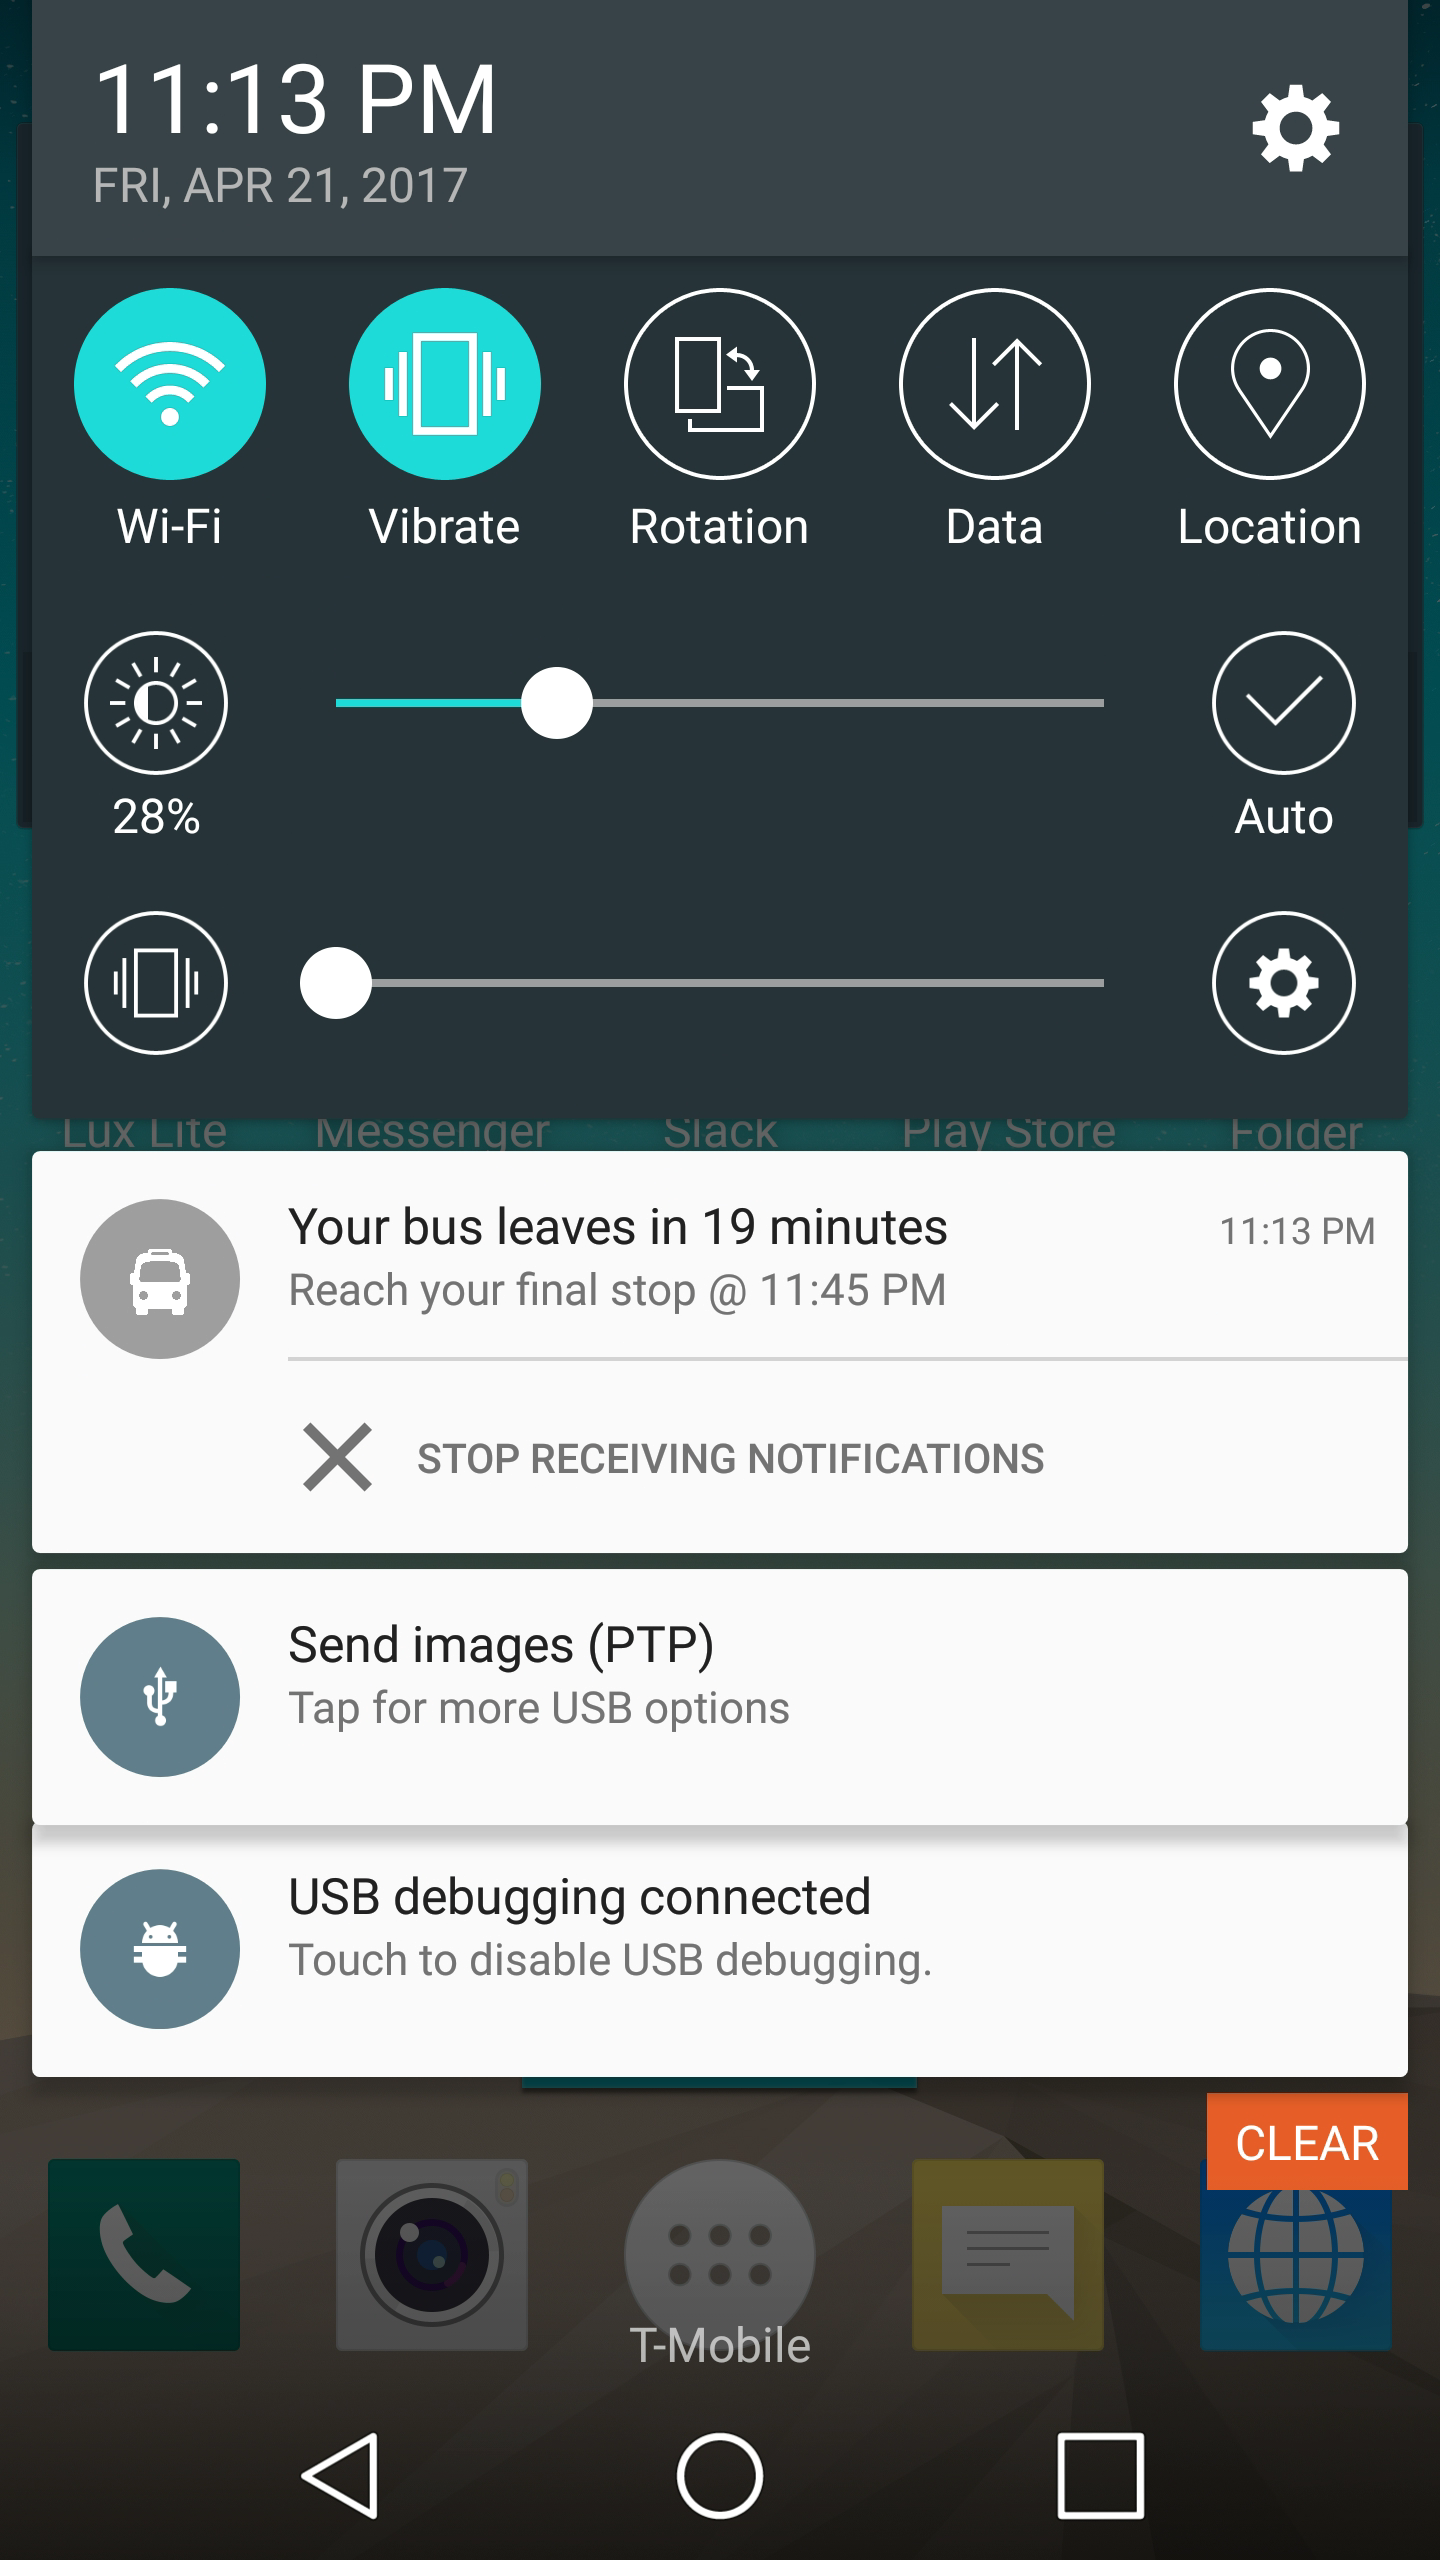 11:13 PM
FRI, APR 21, 2017
Wi-Fi Vibrate Rotation Data Location
28% Auto
Lux Lite Messenger Slack Play Store Folder
Your bus leaves in 19 minutes 11:13 PM
Reach your final stop @ 11:45 PM
STOP RECEIVING NOTIFICATIONS
Send images (PTP)
Tap for more USB options
USB debugging connected
Touch to disable USB debugging.
CLEAR
T-Mobile